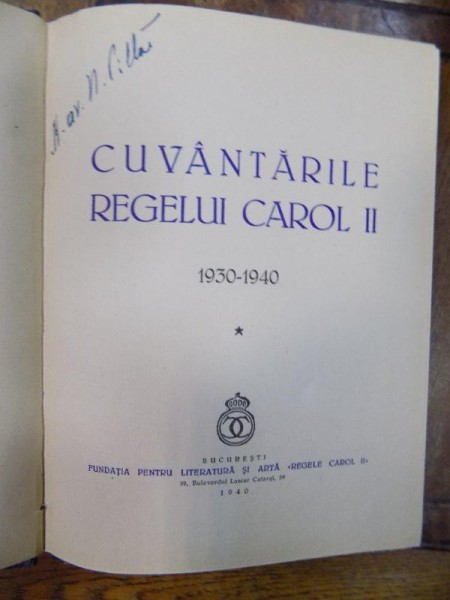 CUVÂNTĂRILE
REGELUI CAROL II
1930-1940
*
BUCUREȘTI
FUNDAȚIA PENTRU LITERATURĂ ȘI ARTĂ «REGELE CAROL II»
39, Bulevardul Lascar Catargi, 39
1940